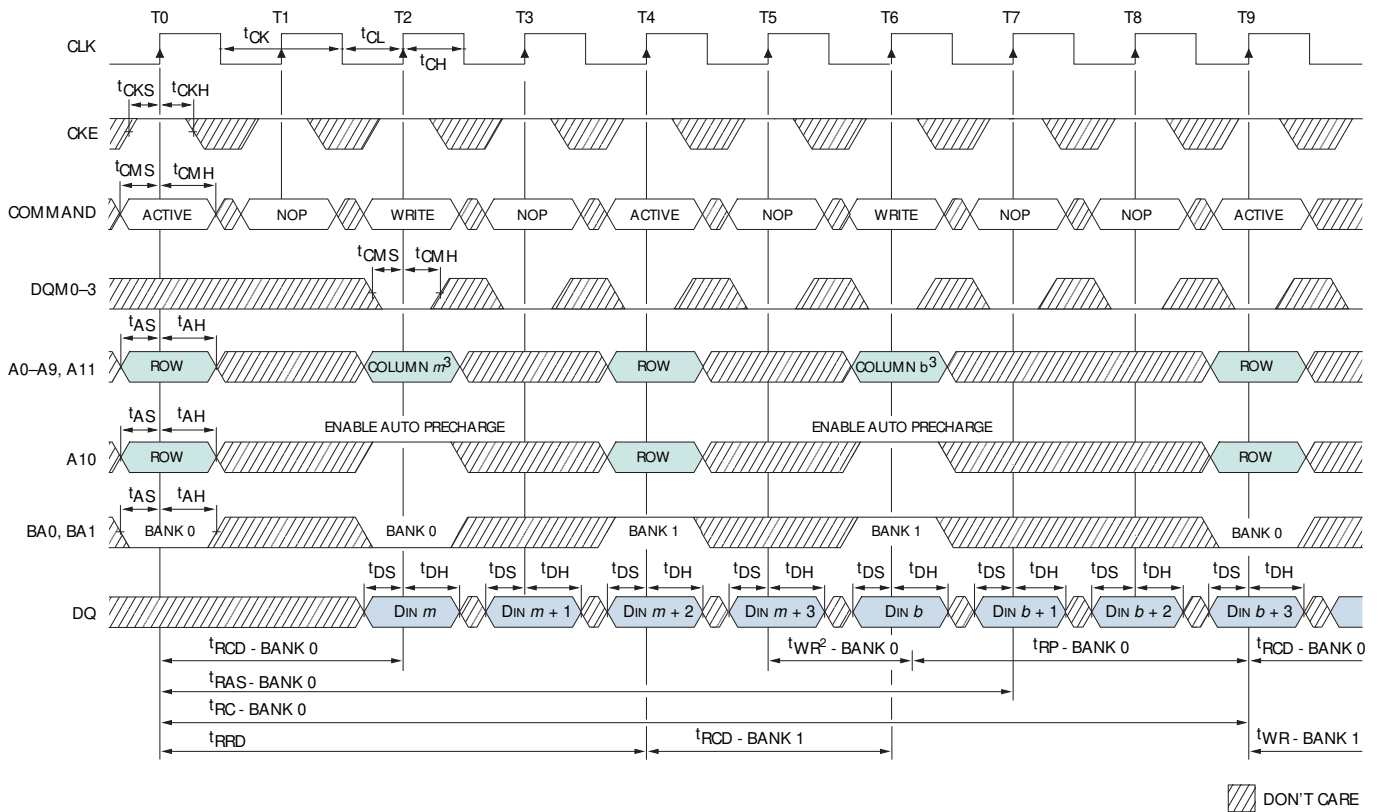 T0 T1 T2 T3 T4 T5 T6 T7 T8 T9
CLK
tCK tCL
tCH
tCKS tCKH
CKE
tCMS tCMH
COMMAND ACTIVE NOP WRITE NOP ACTIVE NOP WRITE NOP NOP ACTIVE
tCMS tCMH
DQM0–3
tAS tAH
A0–A9, A11 ROW COLUMN m3 ROW COLUMN b3 ROW
tAS tAH ENABLE AUTO PRECHARGE ENABLE AUTO PRECHARGE
A10 ROW ROW ROW
tAS tAH
BA0, BA1 BANK 0 BANK 0 BANK 1 BANK 1 BANK 0
tDS tDH tDS tDH tDS tDH tDS tDH tDS tDH tDS tDH tDS tDH tDS tDH
DQ DIN m DIN m + 1 DIN m + 2 DIN m + 3 DIN b DIN b + 1 DIN b + 2 DIN b + 3
tRCD - BANK 0 tWR2 - BANK 0 tRP - BANK 0 tRCD - BANK 0
tRAS - BANK 0
tRC - BANK 0
tRRD tRCD - BANK 1 tWR - BANK 1
DON'T CARE